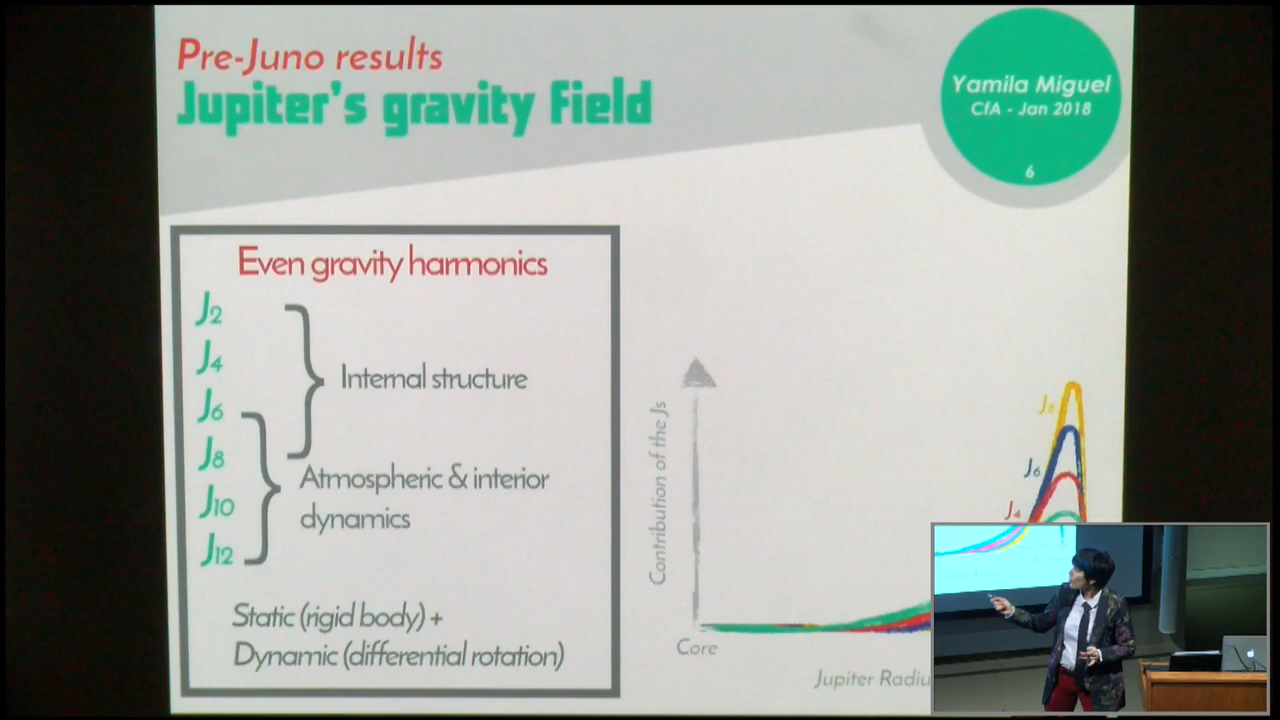 Pre-Juno results
Jupiter's gravity Field
Yamila Miguel
CfA - Jan 2018
6
Even gravity harmonics
J2
J4
J6
J8
J10
J12
Internal structure
Atmospheric & interior
dynamics
Static (rigid body) +
Dynamic (differential rotation)
Contribution of the Js
J8
J6
J4
Core
Jupiter Radiu